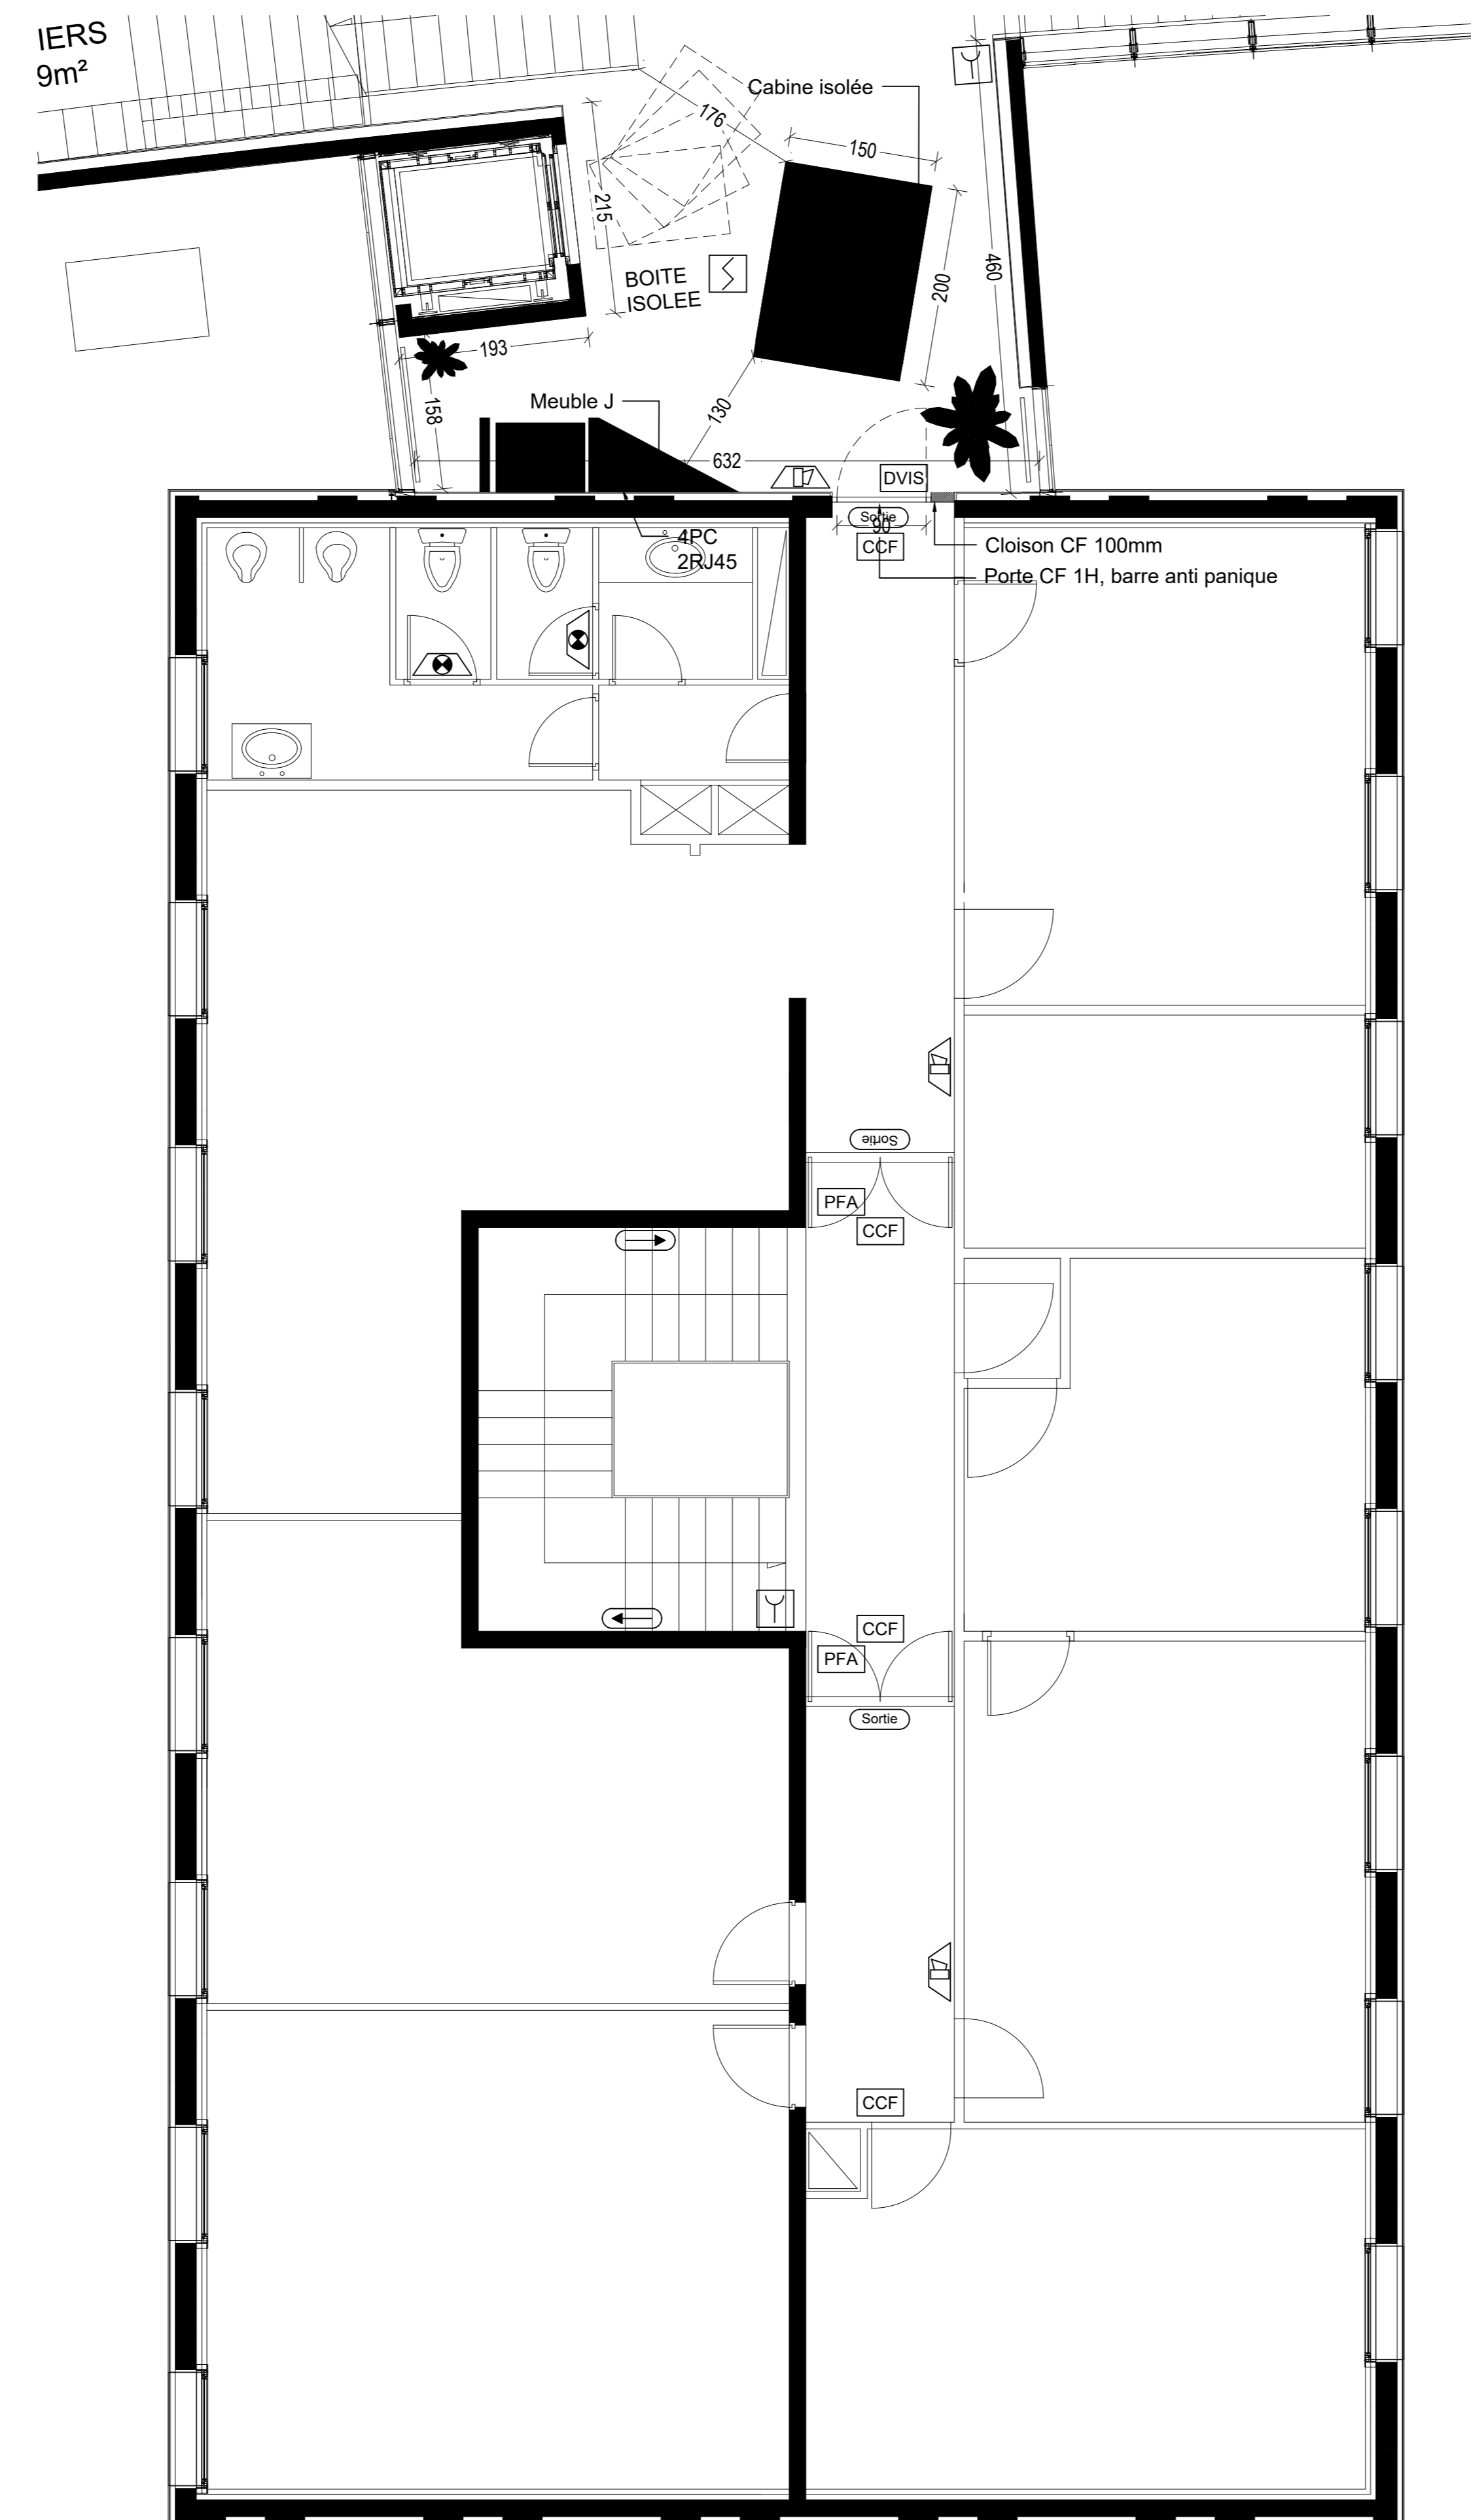 IERS
9m²
Cabine isolée
176
150
215
460
200
BOITE
ISOLEE
193
Meuble J
158
130
632
DVIS
Sortie
90
4PC
2RJ45
CCF
Cloison CF 100mm
Porte CF 1H, barre anti panique
Sortie
PFA
CCF
CCF
PFA
Sortie
CCF